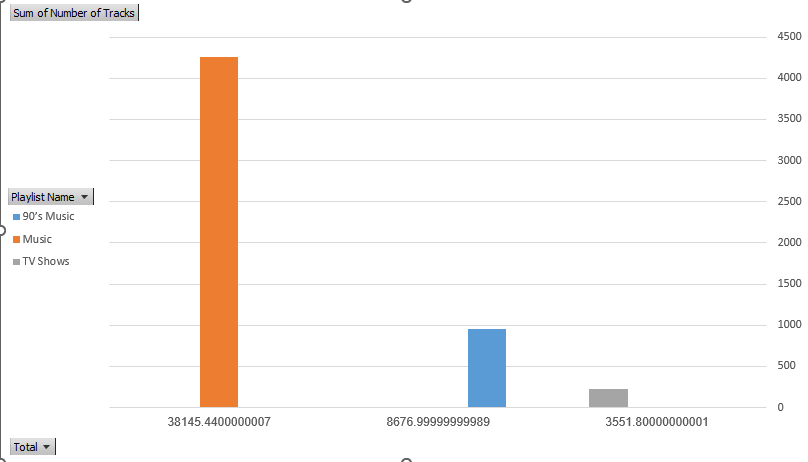 Sum of Number of Tracks
4500
4000
3500
3000
2500
2000
1500
1000
500
0
Playlist Name
90's Music
Music
TV Shows
38145.4400000007 8676.99999999989 3551.80000000001
Total